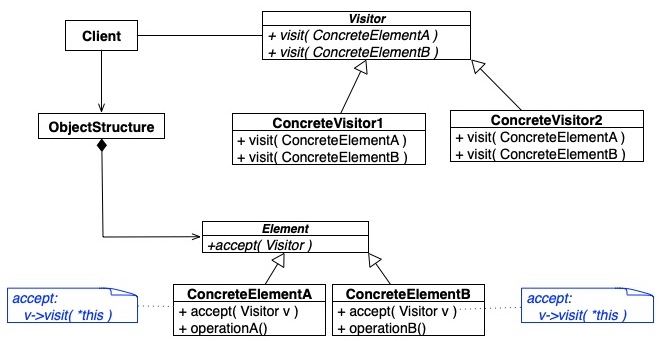 Client
Visitor
+ visit( ConcreteElementA )
+ visit( ConcreteElementB )
ObjectStructure
ConcreteVisitor1
+ visit( ConcreteElementA )
+ visit( ConcreteElementB )
ConcreteVisitor2
+ visit( ConcreteElementA )
+ visit( ConcreteElementB )
Element
+accept( Visitor )
accept:
v->visit( *this )
ConcreteElementA
+ accept( Visitor v )
+ operationA()
ConcreteElementB
+ accept( Visitor v )
+ operationB()
accept:
v->visit( *this )